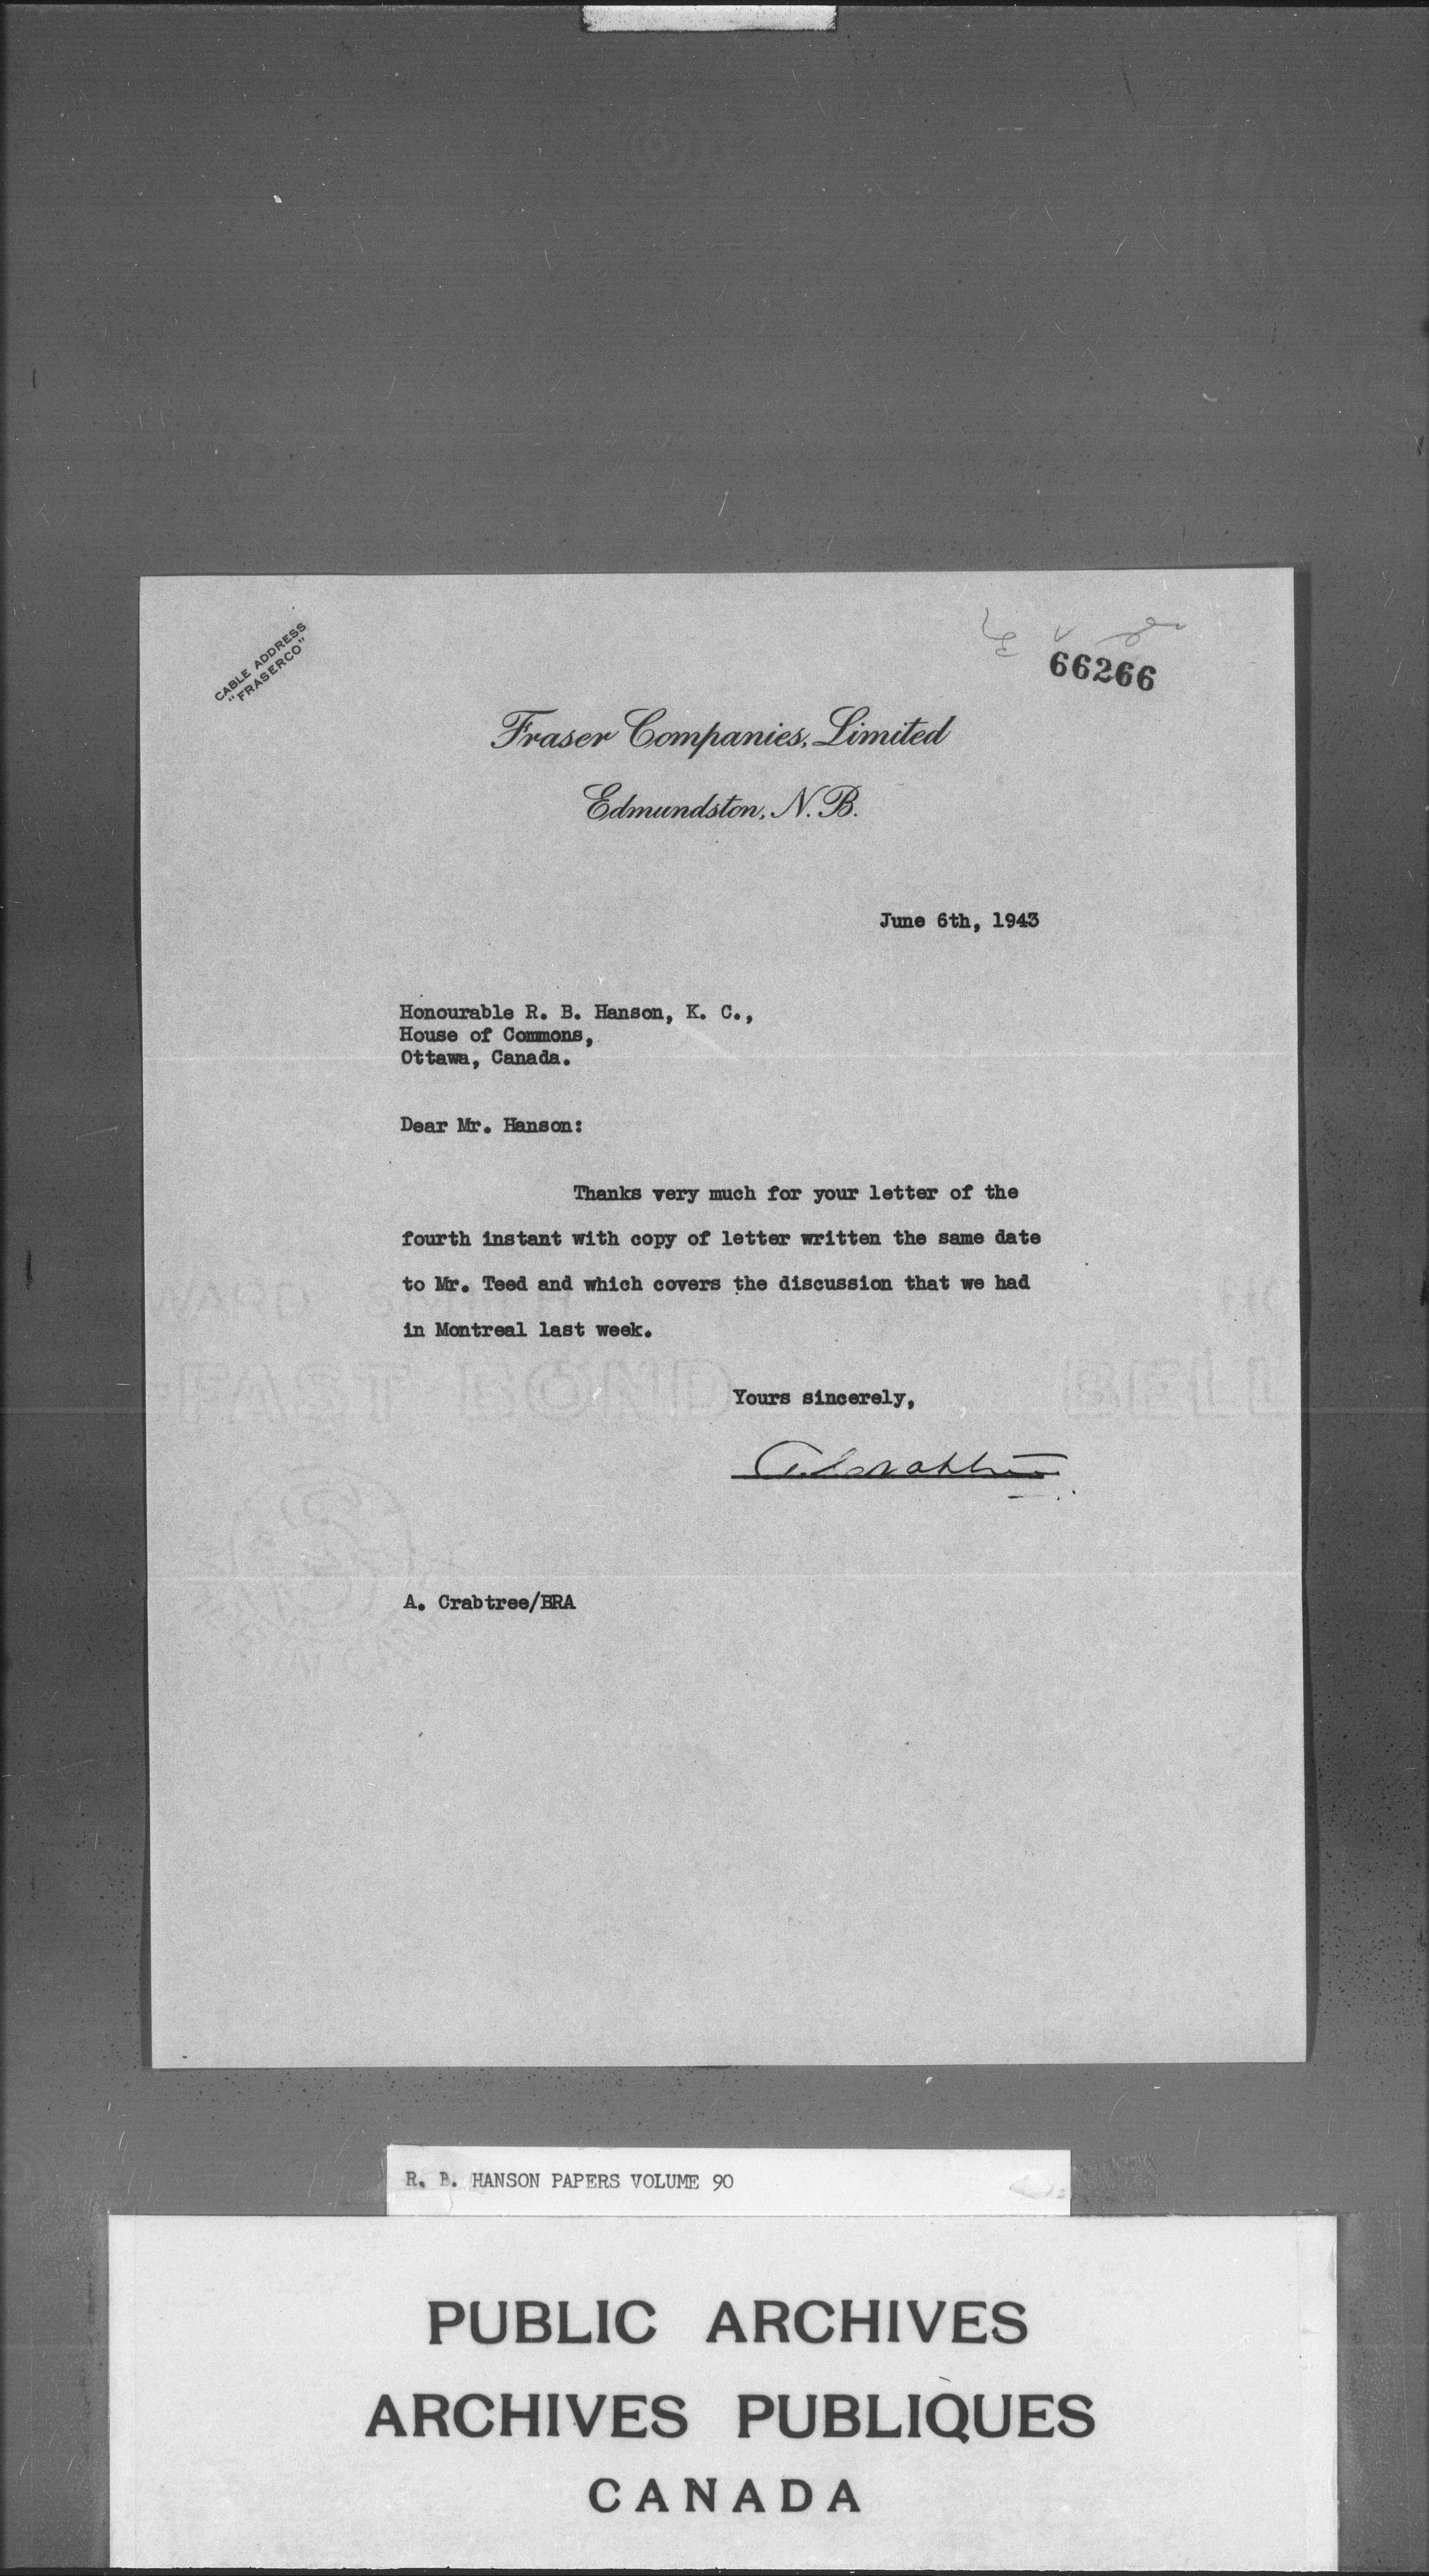 CABLE ADDRESS
"FRASERCO"
66266
Fraser Companies, Limited
Edmundston, N. B.
June 6th, 1943
Honourable R. B. Hanson, K. C.,
House of Commons,
Ottawa, Canada.
Dear Mr. Hanson:
Thanks very much for your letter of the
fourth instant with copy of letter written the same date
to Mr. Teed and which covers the discussion that we had
in Montreal last week.
Yours sincerely,
A. Crabtree
A. Crabtree/BRA
R. B. HANSON PAPERS VOLUME 90
PUBLIC ARCHIVES
ARCHIVES PUBLIQUES
CANADA